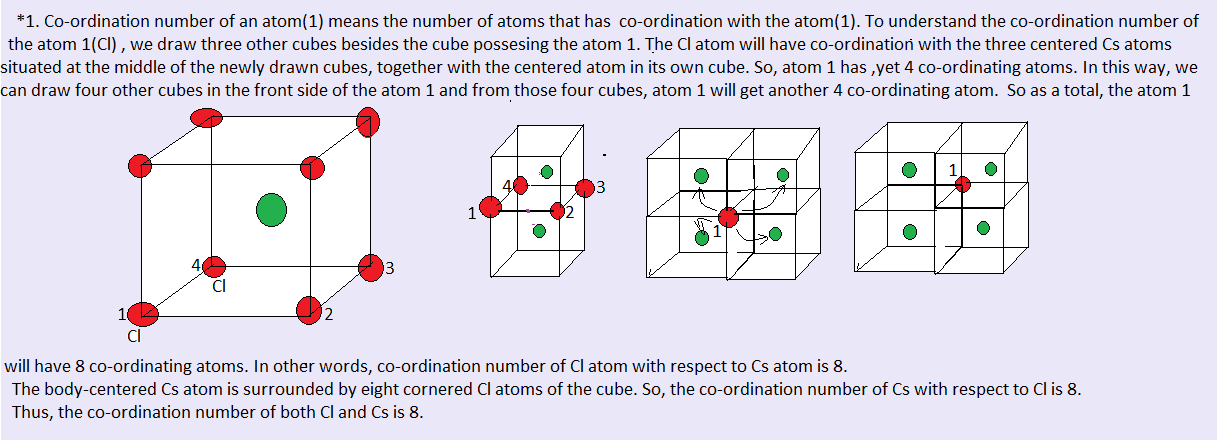 *1. Co-ordination number of an atom(1) means the number of atoms that has co-ordination with the atom(1). To understand the co-ordination number of
the atom 1(Cl) , we draw three other cubes besides the cube possesing the atom 1. The Cl atom will have co-ordination with the three centered Cs atoms
situated at the middle of the newly drawn cubes, together with the centered atom in its own cube. So, atom 1 has ,yet 4 co-ordinating atoms. In this way, we
can draw four other cubes in the front side of the atom 1 and from those four cubes, atom 1 will get another 4 co-ordinating atom. So as a total, the atom 1
4
Cl
3
1
Cl
2
4
3
1
2
1
1
will have 8 co-ordinating atoms. In other words, co-ordination number of Cl atom with respect to Cs atom is 8.
The body-centered Cs atom is surrounded by eight cornered Cl atoms of the cube. So, the co-ordination number of Cs with respect to Cl is 8.
Thus, the co-ordination number of both Cl and Cs is 8.